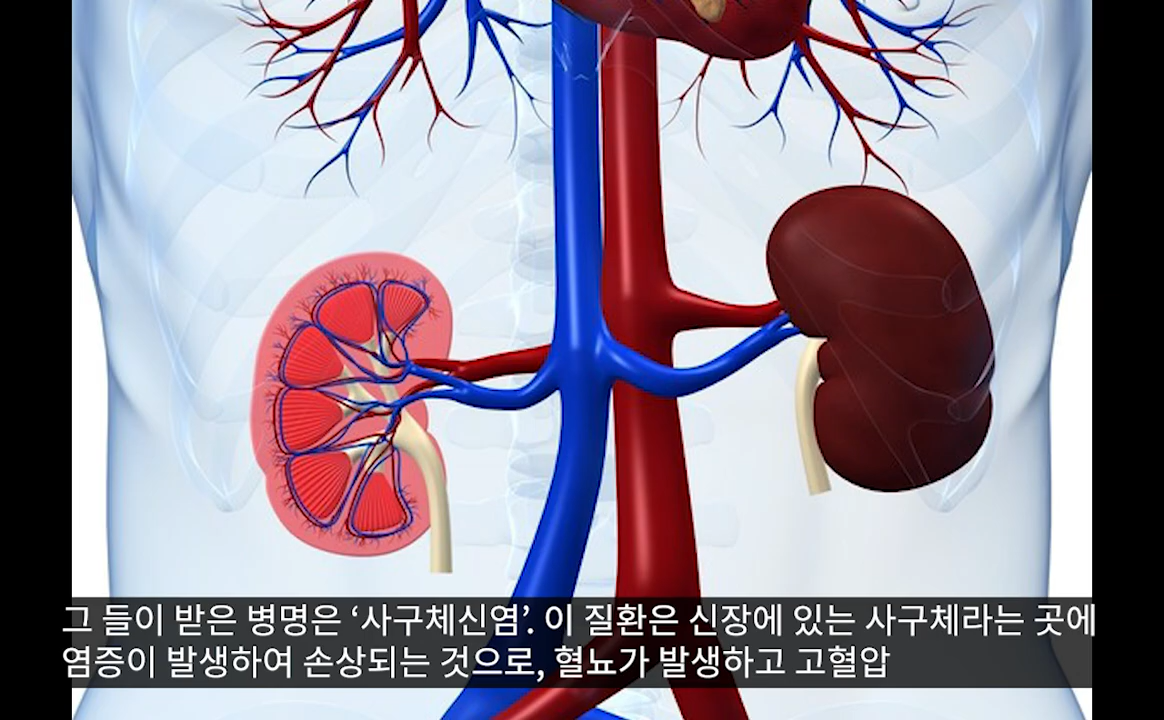 그 들이 받은 병명은 ‘사구체신염’. 이 질환은 신장에 있는 사구체라는 곳에
염증이 발생하여 손상되는 것으로, 혈뇨가 발생하고 고혈압